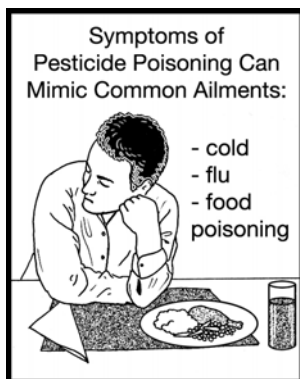 Symptoms of
Pesticide Poisoning Can
Mimic Common Ailments:
- cold
- flu
- food
poisoning